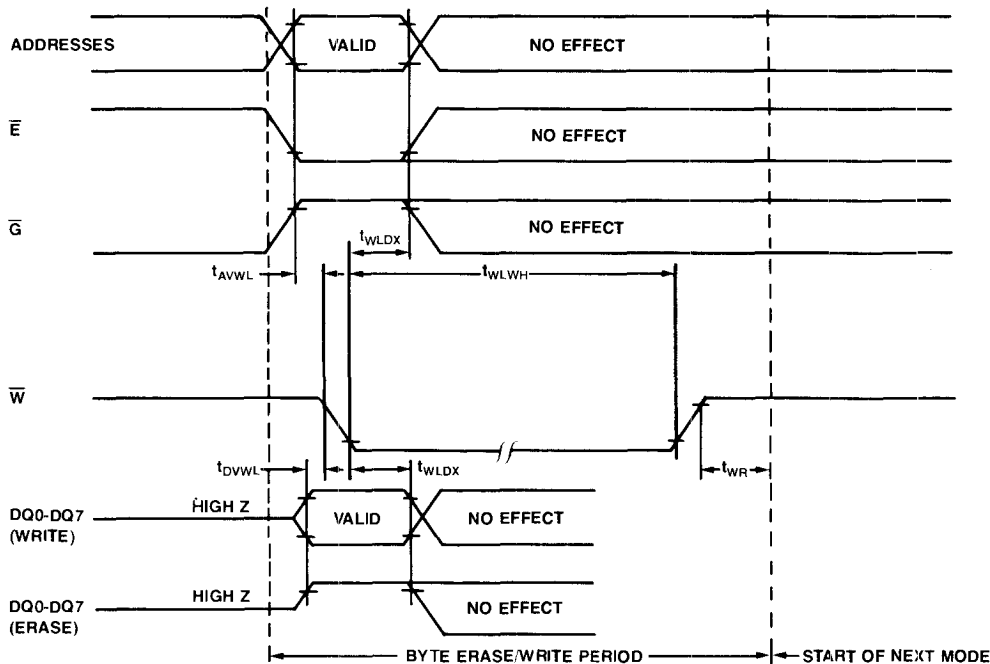 ADDRESSES VALID NO EFFECT
E̅ NO EFFECT
G̅ NO EFFECT
tWLDX
tAVWL tWLWH
W̅
tDVWL tWLDX tWR
HIGH Z
DQ0-DQ7 VALID NO EFFECT
(WRITE)
HIGH Z
DQ0-DQ7 NO EFFECT
(ERASE)
BYTE ERASE/WRITE PERIOD START OF NEXT MODE